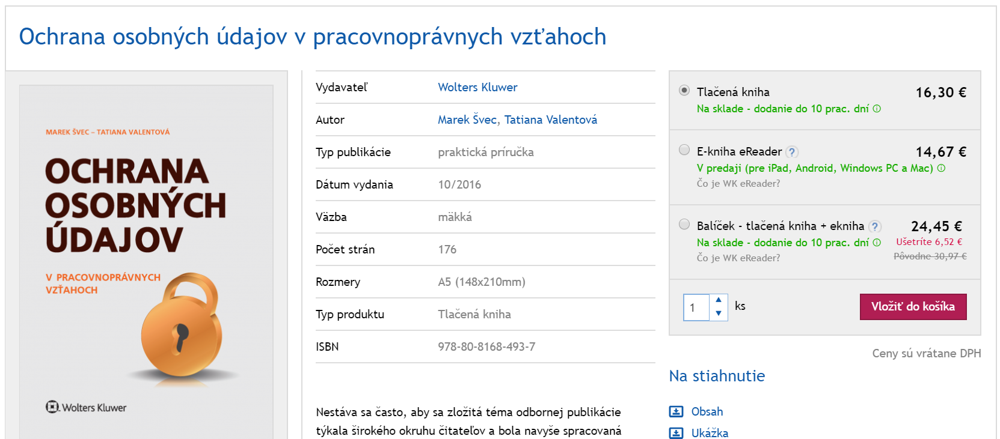 Ochrana osobných údajov v pracovnoprávnych vzťahoch
MAREK ŠVEC – TATIANA VALENTOVÁ
OCHRANA
OSOBNÝCH
ÚDAJOV
V PRACOVNOPRÁVNYCH
VZŤAHOCH
Wolters Kluwer
Vydavateľ Wolters Kluwer
Autor Marek Švec, Tatiana Valentová
Typ publikácie praktická príručka
Dátum vydania 10/2016
Väzba mäkká
Počet strán 176
Rozmery A5 (148x210mm)
Typ produktu Tlačená kniha
ISBN 978-80-8168-493-7
Nestáva sa často, aby sa zložitá téma odbornej publikácie
týkala širokého okruhu čitateľov a bola navyše spracovaná
Tlačená kniha 16,30 €
Na sklade - dodanie do 10 prac. dní
E-kniha eReader ? 14,67 €
V predaji (pre iPad, Android, Windows PC a Mac)
Čo je WK eReader?
Balíček - tlačená kniha + ekniha ? 24,45 €
Na sklade - dodanie do 10 prac. dní Ušetríte 6,52 €
Čo je WK eReader? Pôvodne 30,97 €
1 ks Vložiť do košíka
Ceny sú vrátane DPH
Na stiahnutie
Obsah
Ukážka